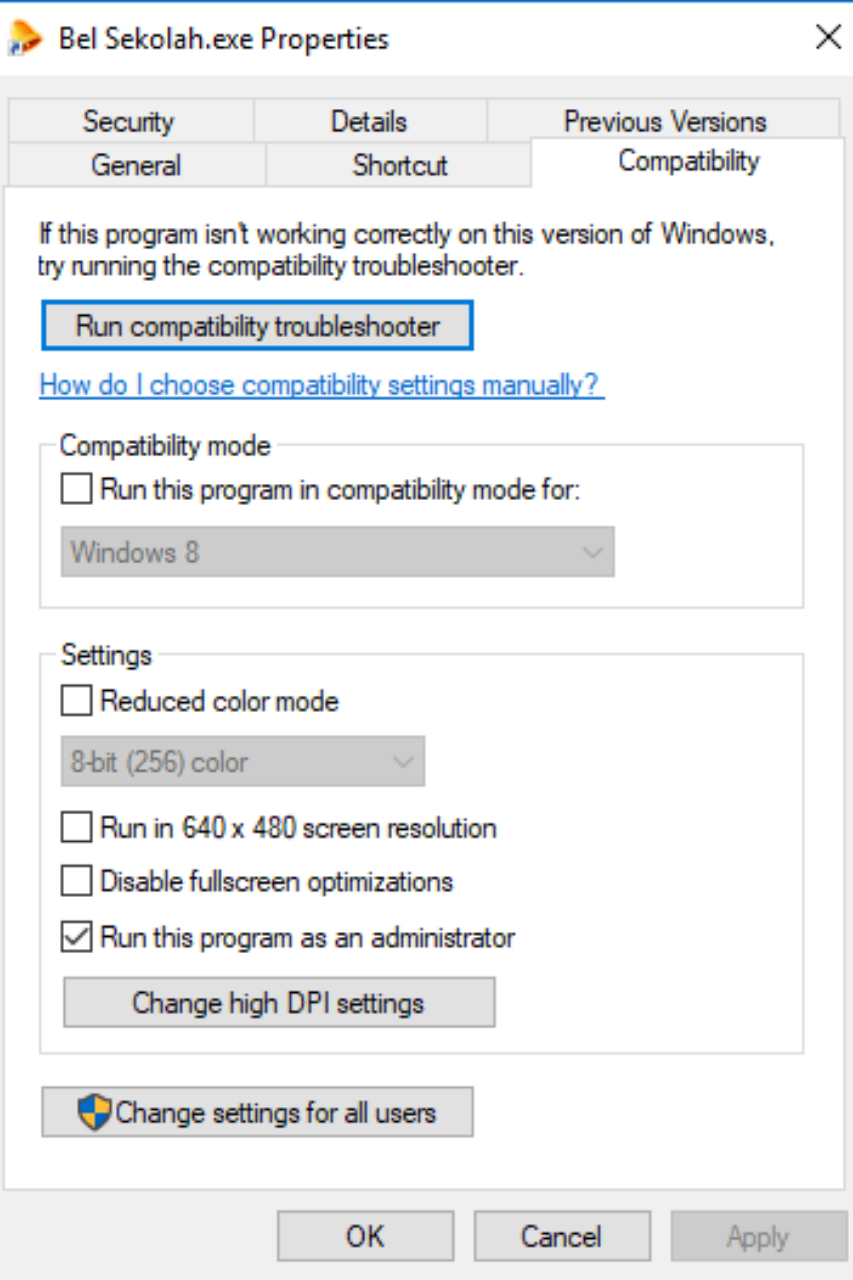 Bel Sekolah.exe Properties
Security Details Previous Versions
General Shortcut Compatibility
If this program isn't working correctly on this version of Windows,
try running the compatibility troubleshooter.
Run compatibility troubleshooter
How do I choose compatibility settings manually?
Compatibility mode
Run this program in compatibility mode for:
Windows 8
Settings
Reduced color mode
8-bit (256) color
Run in 640 x 480 screen resolution
Disable fullscreen optimizations
Run this program as an administrator
Change high DPI settings
Change settings for all users
OK Cancel Apply